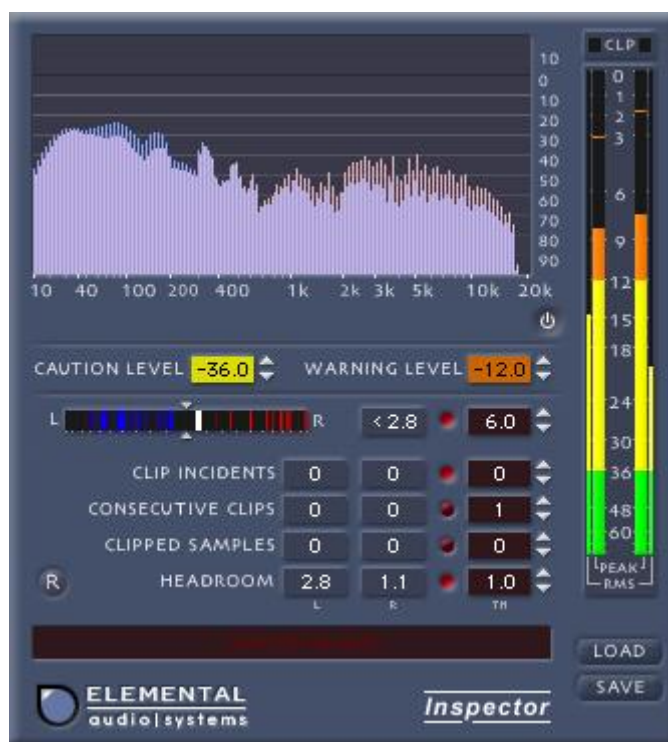 CLP
10
0
10
20
30
40
50
60
70
80
90
10 40 100 200 400 1k 2k 3k 5k 10k 20k
0
1
2
3
6
9
12
15
18
24
30
36
48
60
PEAK
RMS
CAUTION LEVEL -36.0 WARNING LEVEL -12.0
L R < 2.8 6.0
CLIP INCIDENTS 0 0 0
CONSECUTIVE CLIPS 0 0 1
CLIPPED SAMPLES 0 0 0
R HEADROOM 2.8 1.1 1.0
L R TH
LOAD
SAVE
ELEMENTAL
audio|systems
Inspector